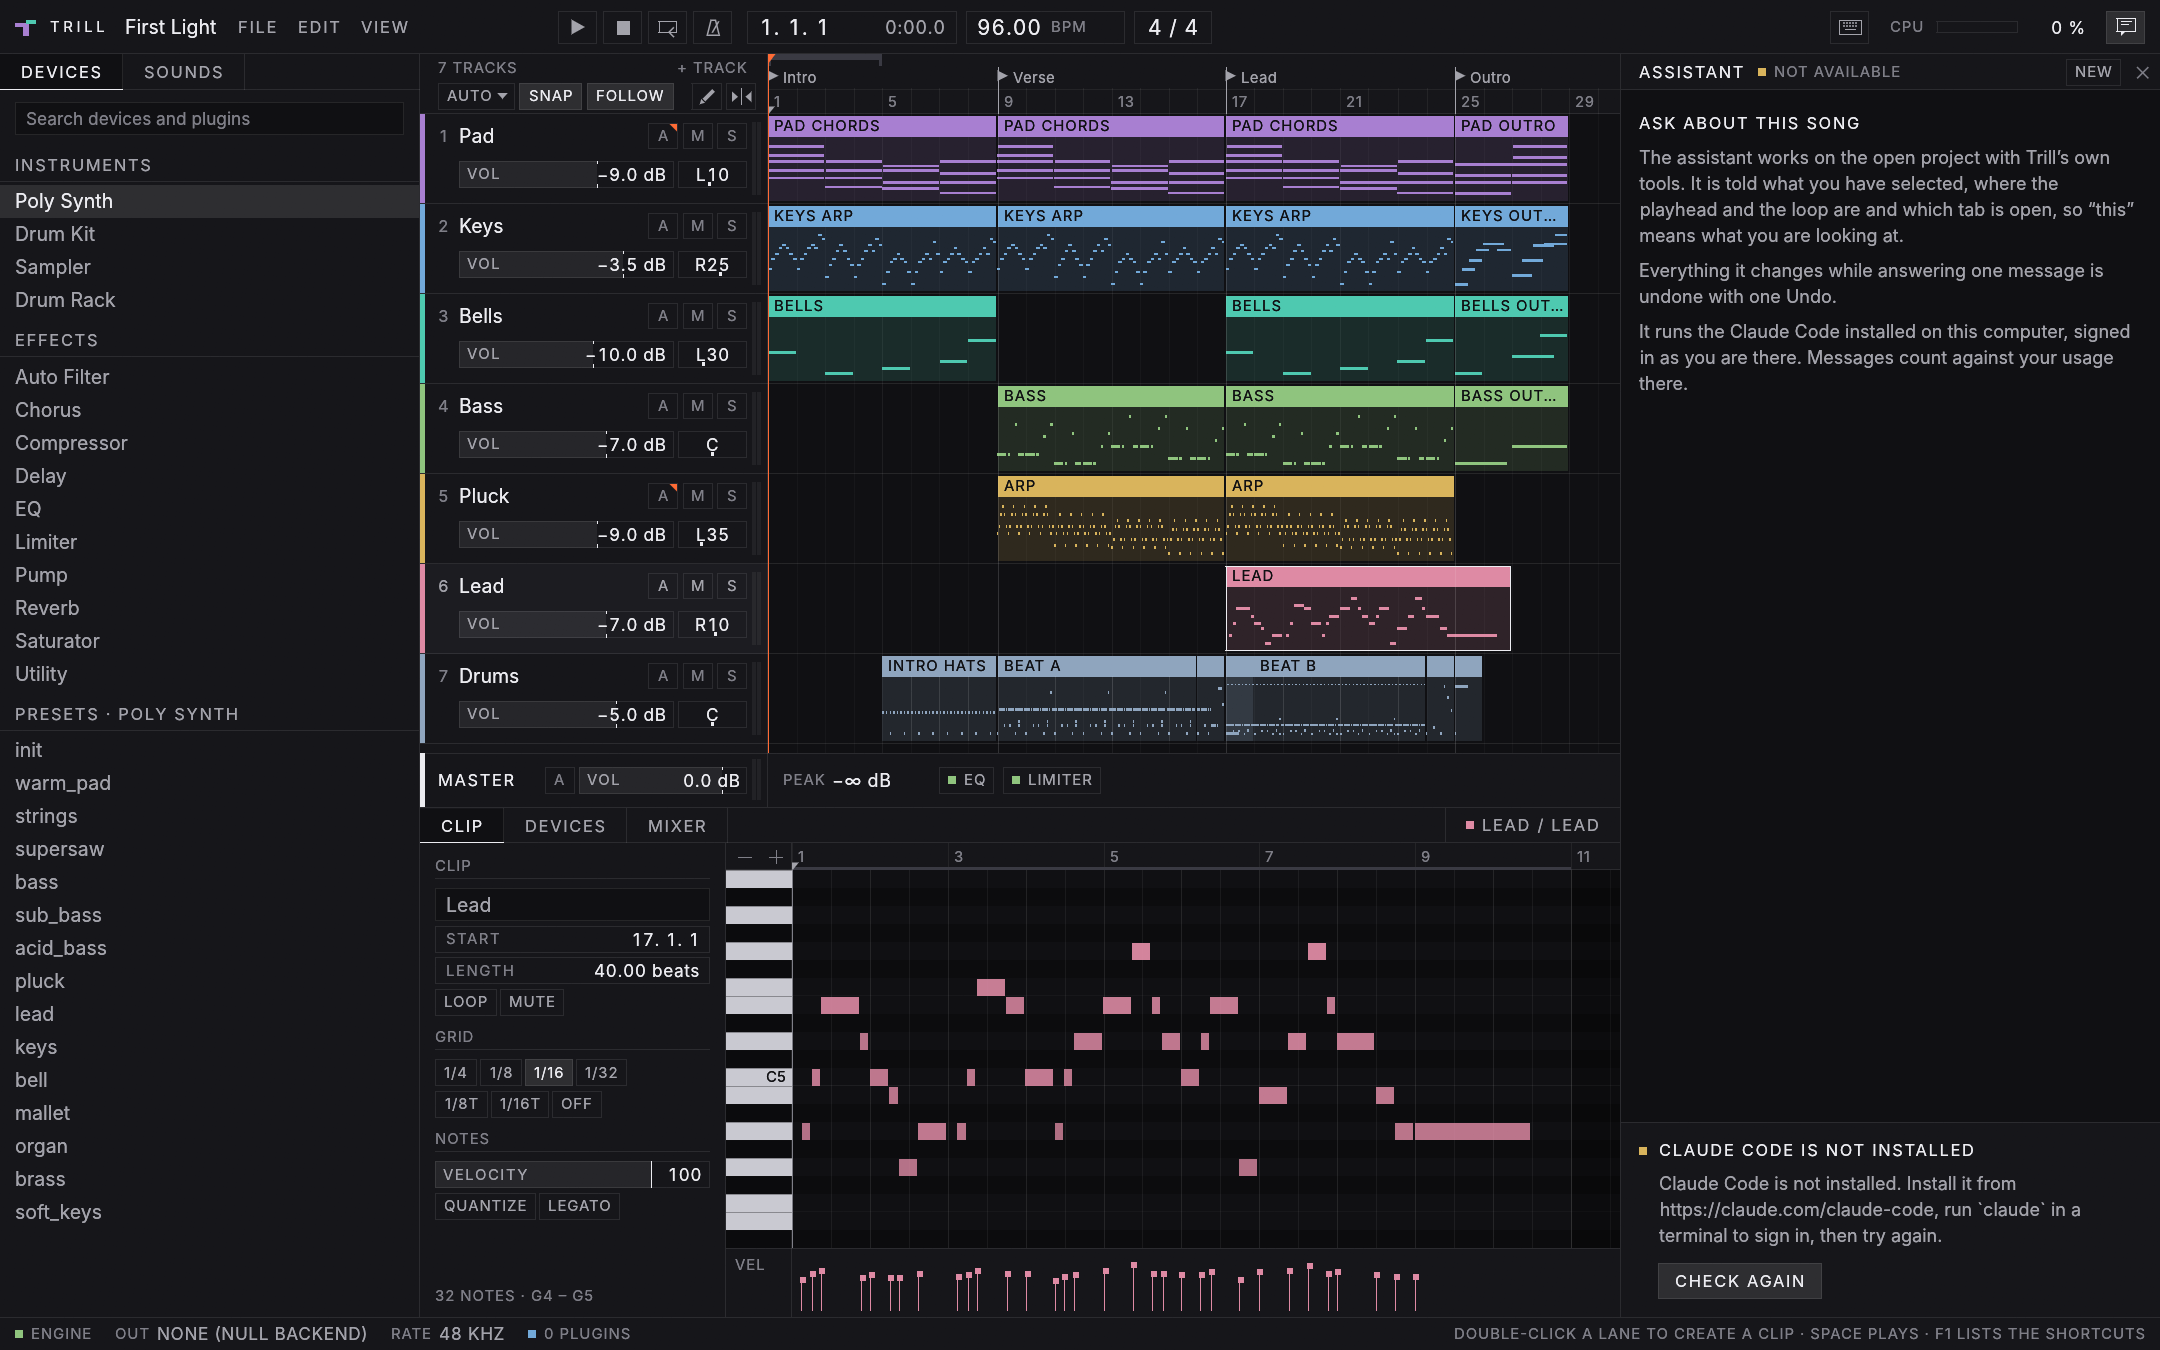 TRILL First Light FILE EDIT VIEW
1. 1. 1 0:00.0 96.00 BPM 4 / 4
CPU 0 %
DEVICES SOUNDS
Search devices and plugins
INSTRUMENTS
Poly Synth
Drum Kit
Sampler
Drum Rack
EFFECTS
Auto Filter
Chorus
Compressor
Delay
EQ
Limiter
Pump
Reverb
Saturator
Utility
PRESETS · POLY SYNTH
init
warm_pad
strings
supersaw
bass
sub_bass
acid_bass
pluck
lead
keys
bell
mallet
organ
brass
soft_keys
7 TRACKS + TRACK
AUTO SNAP FOLLOW
Intro Verse Lead Outro
1 5 9 13 17 21 25 29
1 Pad A M S
VOL −9.0 dB L10
PAD CHORDS PAD CHORDS PAD CHORDS PAD OUTRO
2 Keys A M S
VOL −3.5 dB R25
KEYS ARP KEYS ARP KEYS ARP KEYS OUT...
3 Bells A M S
VOL −10.0 dB L30
BELLS BELLS BELLS OUT...
4 Bass A M S
VOL −7.0 dB C
BASS BASS BASS OUT...
5 Pluck A M S
VOL −9.0 dB L35
ARP ARP
6 Lead A M S
VOL −7.0 dB R10
LEAD
7 Drums A M S
VOL −5.0 dB C
INTRO HATS BEAT A BEAT B
MASTER A VOL 0.0 dB PEAK −∞ dB EQ LIMITER
CLIP DEVICES MIXER LEAD / LEAD
CLIP
Lead
START 17. 1. 1
LENGTH 40.00 beats
LOOP MUTE
GRID
1/4 1/8 1/16 1/32
1/8T 1/16T OFF
NOTES
VELOCITY 100
QUANTIZE LEGATO
32 NOTES · G4 – G5
1 3 5 7 9 11
C5
VEL
ASSISTANT NOT AVAILABLE NEW
ASK ABOUT THIS SONG
The assistant works on the open project with Trill's own
tools. It is told what you have selected, where the
playhead and the loop are and which tab is open, so “this”
means what you are looking at.
Everything it changes while answering one message is
undone with one Undo.
It runs the Claude Code installed on this computer, signed
in as you are there. Messages count against your usage
there.
CLAUDE CODE IS NOT INSTALLED
Claude Code is not installed. Install it from
https://claude.com/claude-code, run `claude` in a
terminal to sign in, then try again.
CHECK AGAIN
ENGINE OUT NONE (NULL BACKEND) RATE 48 KHZ 0 PLUGINS
DOUBLE-CLICK A LANE TO CREATE A CLIP · SPACE PLAYS · F1 LISTS THE SHORTCUTS